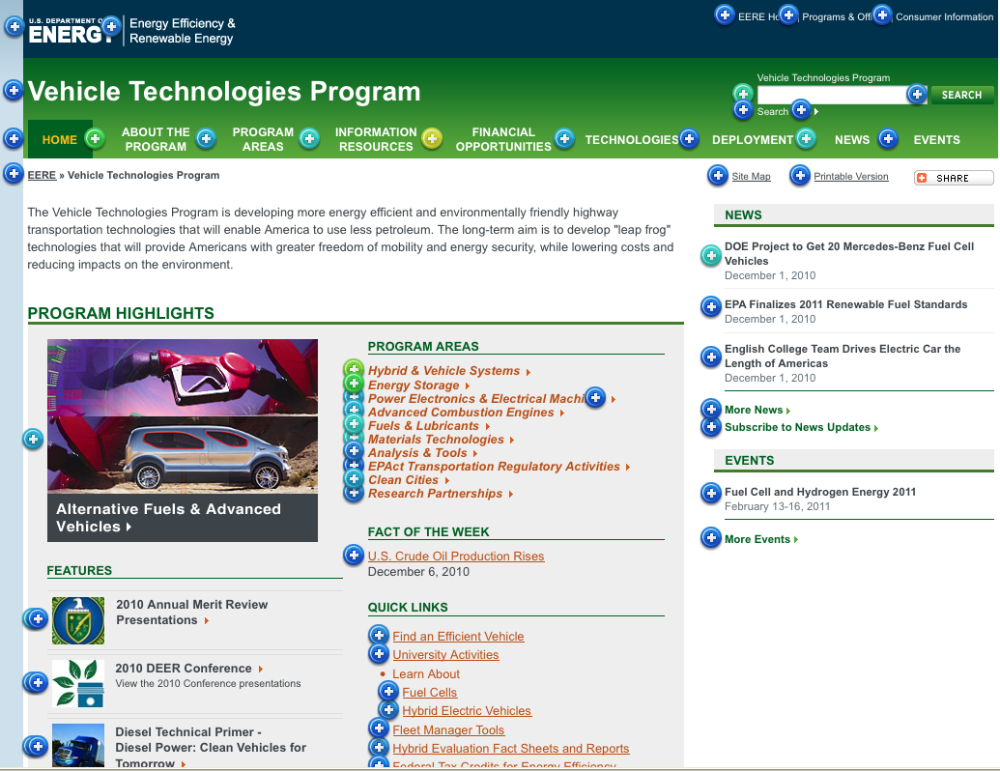 U.S. DEPARTMENT OF
ENERGY
Energy Efficiency &
Renewable Energy
EERE
Programs &
Consumer Information
Vehicle Technologies Program
Vehicle Technologies Program
SEARCH
Search
HOME
ABOUT THE
PROGRAM
PROGRAM
AREAS
INFORMATION
RESOURCES
FINANCIAL
OPPORTUNITIES
TECHNOLOGIES
DEPLOYMENT
NEWS
EVENTS
EERE » Vehicle Technologies Program
Site Map
Printable Version
SHARE
The Vehicle Technologies Program is developing more energy efficient and environmentally friendly highway
transportation technologies that will enable America to use less petroleum. The long-term aim is to develop "leap frog"
technologies that will provide Americans with greater freedom of mobility and energy security, while lowering costs and
reducing impacts on the environment.
PROGRAM HIGHLIGHTS
Alternative Fuels & Advanced
Vehicles
FEATURES
2010 Annual Merit Review
Presentations
2010 DEER Conference
View the 2010 Conference presentations
Diesel Technical Primer -
Diesel Power: Clean Vehicles for
Tomorrow
PROGRAM AREAS
Hybrid & Vehicle Systems
Energy Storage
Power Electronics & Electrical Machi
Advanced Combustion Engines
Fuels & Lubricants
Materials Technologies
Analysis & Tools
EPAct Transportation Regulatory Activities
Clean Cities
Research Partnerships
FACT OF THE WEEK
U.S. Crude Oil Production Rises
December 6, 2010
QUICK LINKS
Find an Efficient Vehicle
University Activities
• Learn About
Fuel Cells
Hybrid Electric Vehicles
Fleet Manager Tools
Hybrid Evaluation Fact Sheets and Reports
Federal Tax Credits for Energy Efficiency
NEWS
DOE Project to Get 20 Mercedes-Benz Fuel Cell
Vehicles
December 1, 2010
EPA Finalizes 2011 Renewable Fuel Standards
December 1, 2010
English College Team Drives Electric Car the
Length of Americas
December 1, 2010
More News
Subscribe to News Updates
EVENTS
Fuel Cell and Hydrogen Energy 2011
February 13-16, 2011
More Events